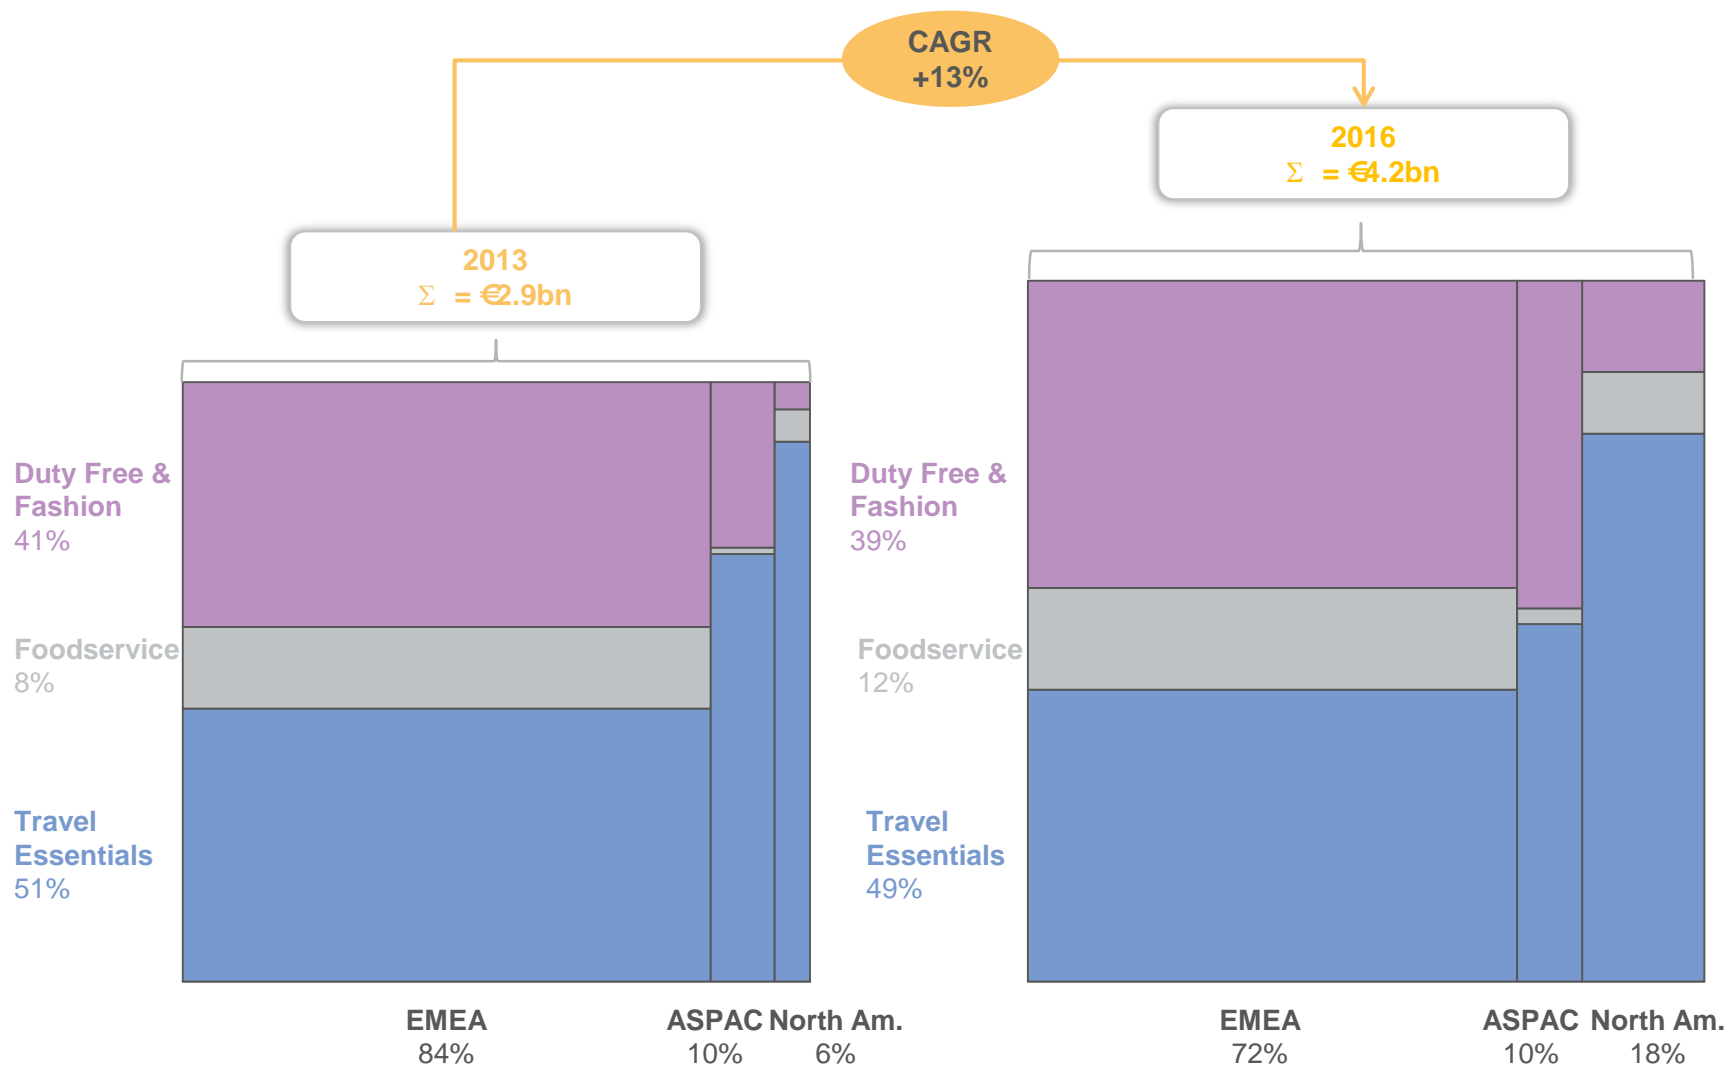 CAGR
+13%
2016
Σ = €4.2bn
2013
Σ = €2.9bn
Duty Free &
Fashion
41%
Foodservice
8%
Travel
Essentials
51%
Duty Free &
Fashion
39%
Foodservice
12%
Travel
Essentials
49%
EMEA
84%
ASPAC
10%
North Am.
6%
EMEA
72%
ASPAC
10%
North Am.
18%